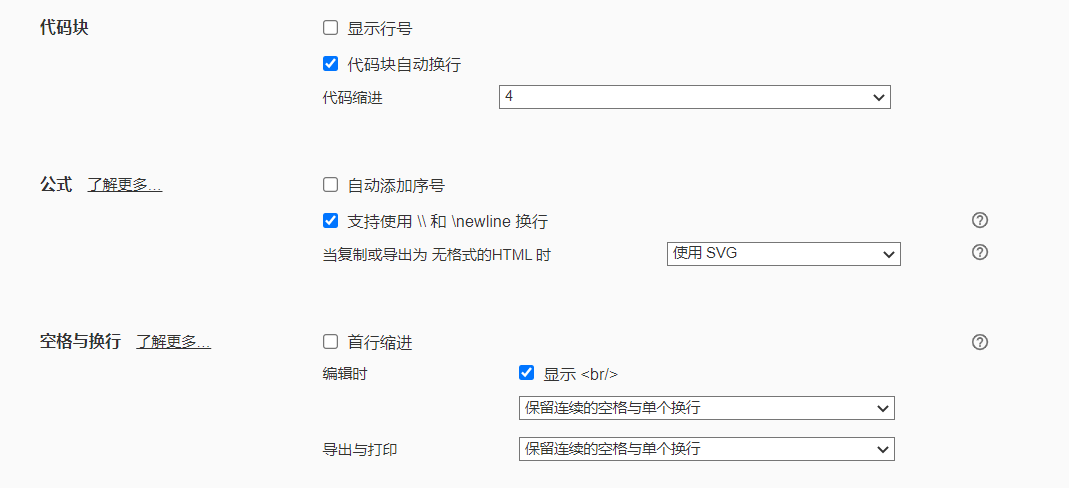 代码块 显示行号
代码块自动换行
代码缩进 4
公式 了解更多... 自动添加序号
支持使用 \\ 和 \newline 换行
当复制或导出为 无格式的HTML 时 使用 SVG
空格与换行 了解更多... 首行缩进
编辑时 显示 <br/>
保留连续的空格与单个换行
导出与打印 保留连续的空格与单个换行